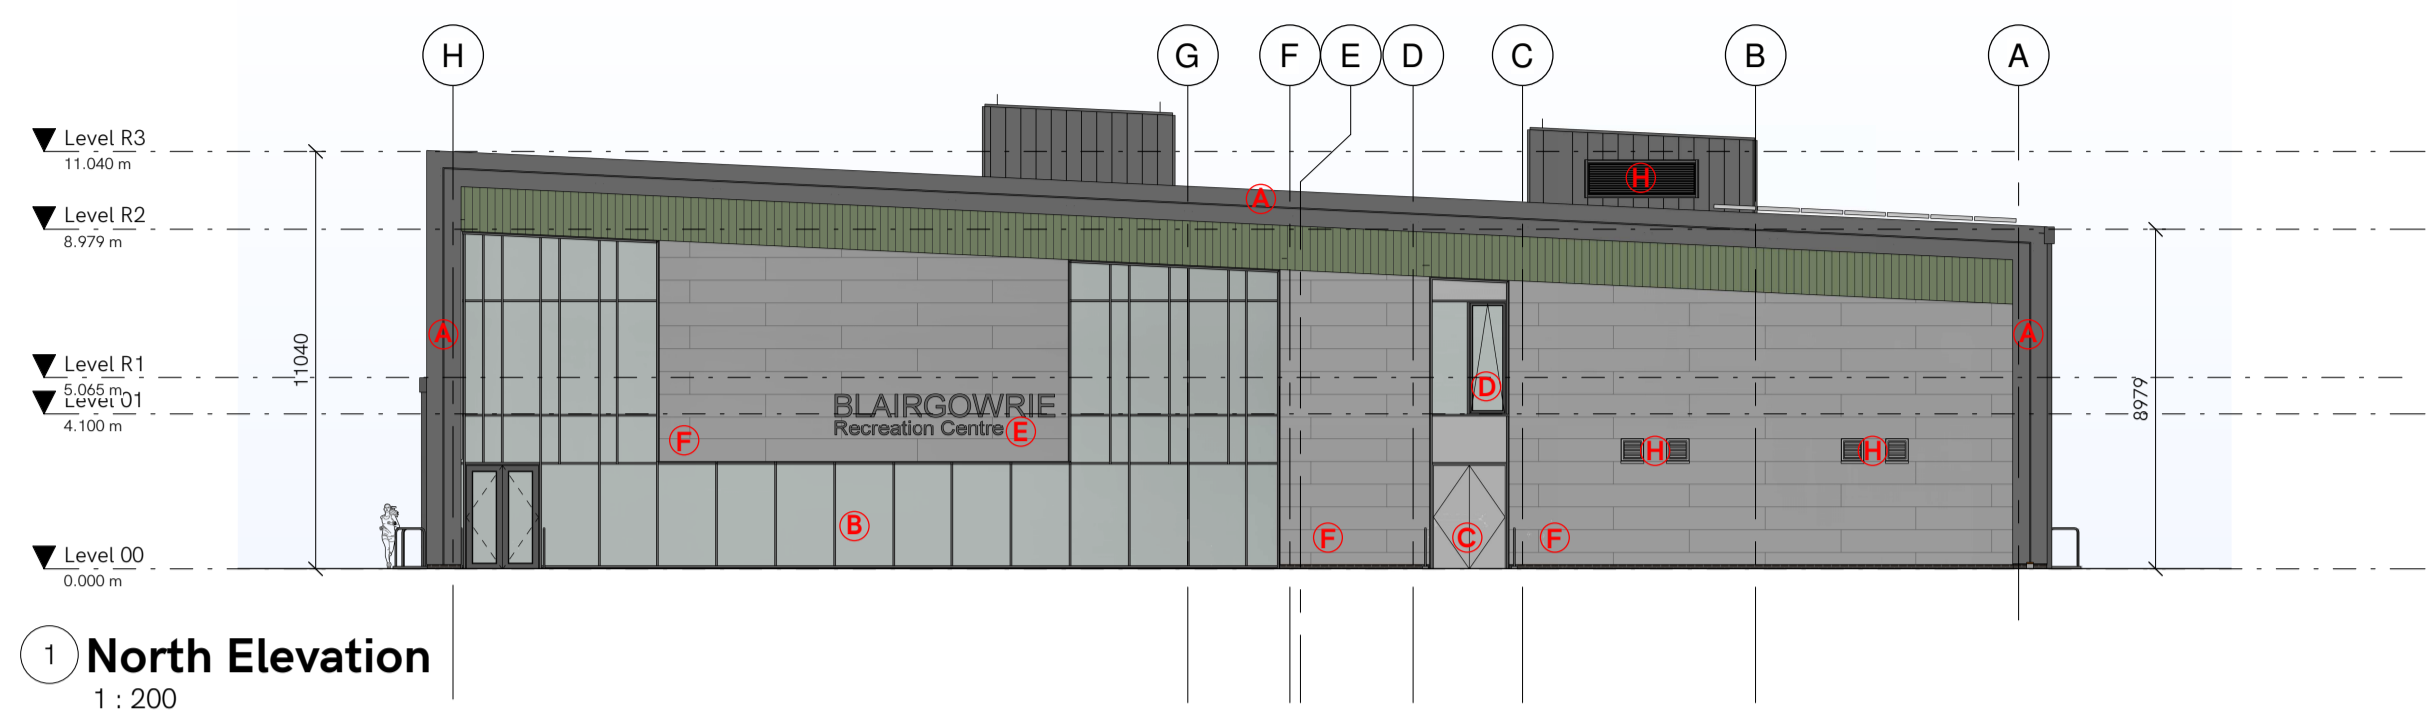 H G F E D C B A
Level R3
11.040 m
H
A
Level R2
8.979 m
11040
A
A
Level R1
5.065 m
Level 01
4.100 m
D
8979
BLAIRGOWRIE
Recreation Centre
E
F
H
H
B
F
C
F
Level 00
0.000 m
1
North Elevation
1 : 200